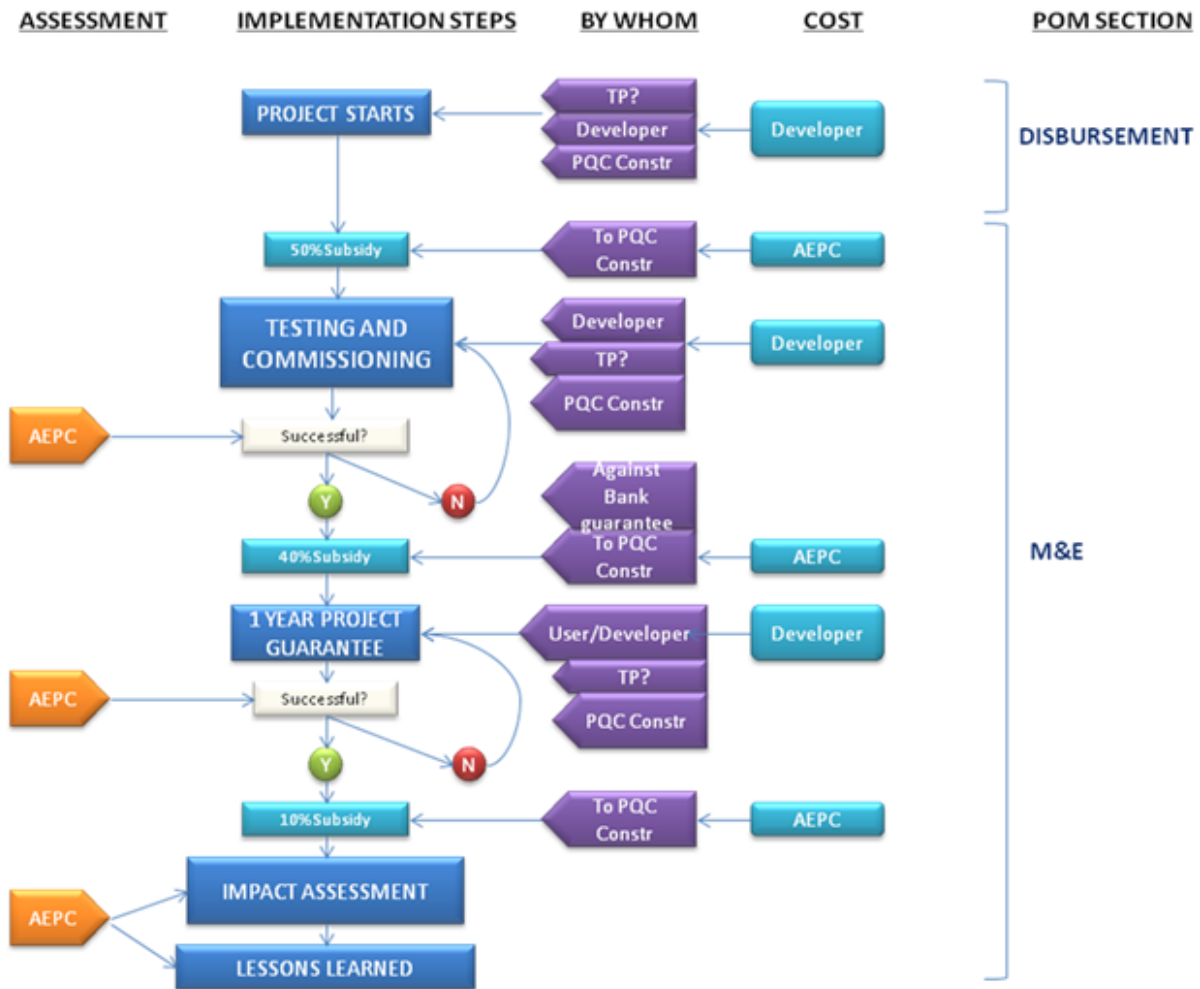 ASSESSMENT
IMPLEMENTATION STEPS
BY WHOM
COST
POM SECTION
PROJECT STARTS
TP?
Developer
PQC Constr
Developer
DISBURSEMENT
50%Subsidy
To PQC
Constr
AEPC
TESTING AND
COMMISSIONING
Developer
TP?
PQC Constr
Developer
AEPC
Successful?
Y
N
Against
Bank
guarantee
40%Subsidy
To PQC
Constr
AEPC
M&E
1 YEAR PROJECT
GUARANTEE
User/Developer
TP?
PQC Constr
Developer
AEPC
Successful?
Y
N
10%Subsidy
To PQC
Constr
AEPC
AEPC
IMPACT ASSESSMENT
LESSONS LEARNED